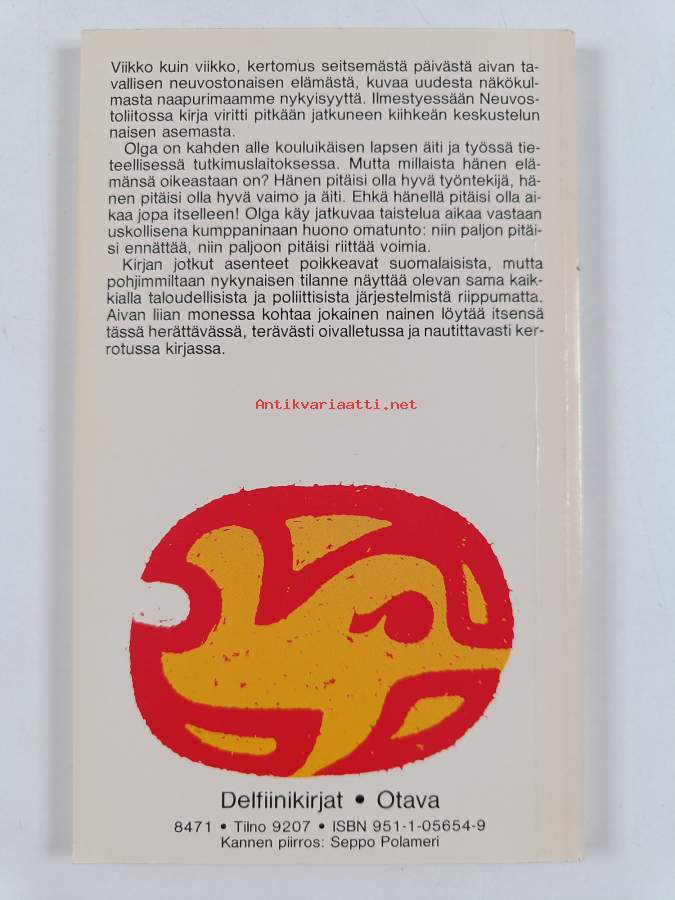 Viikko kuin viikko, kertomus seitsemästä päivästä aivan ta-
vallisen neuvostonaisen elämästä, kuvaa uudesta näkökul-
masta naapurimaamme nykyisyyttä. Ilmestyessään Neuvos-
toliitossa kirja viritti pitkään jatkuneen kiihkeän keskustelun
naisen asemasta.
Olga on kahden alle kouluikäisen lapsen äiti ja työssä tie-
teellisessä tutkimuslaitoksessa. Mutta millaista hänen elä-
mänsä oikeastaan on? Hänen pitäisi olla hyvä työntekijä, hä-
nen pitäisi olla hyvä vaimo ja äiti. Ehkä hänellä pitäisi olla ai-
kaa jopa itselleen! Olga käy jatkuvaa taistelua aikaa vastaan
uskollisena kumppaninaan huono omatunto: niin paljon pitäi-
si ennättää, niin paljoon pitäisi riittää voimia.
Kirjan jotkut asenteet poikkeavat suomalaisista, mutta
pohjimmiltaan nykynaisen tilanne näyttää olevan sama kaik-
kialla taloudellisista ja poliittisista järjestelmistä riippumatta.
Aivan liian monessa kohtaa jokainen nainen löytää itsensä
tässä herättävässä, terävästi oivalletussa ja nautittavasti ker-
rotussa kirjassa.
Antikvariaatti.net
Delfiinikirjat • Otava
8471 • Tilno 9207 • ISBN 951-1-05654-9
Kannen piirros: Seppo Polameri